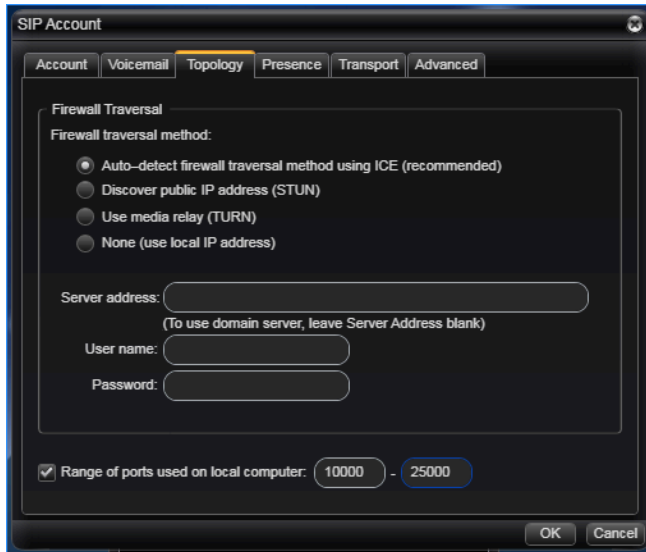 SIP Account
Account Voicemail Topology Presence Transport Advanced
Firewall Traversal
Firewall traversal method:
Auto-detect firewall traversal method using ICE (recommended)
Discover public IP address (STUN)
Use media relay (TURN)
None (use local IP address)
Server address:
(To use domain server, leave Server Address blank)
User name:
Password:
Range of ports used on local computer: 10000 - 25000
OK Cancel